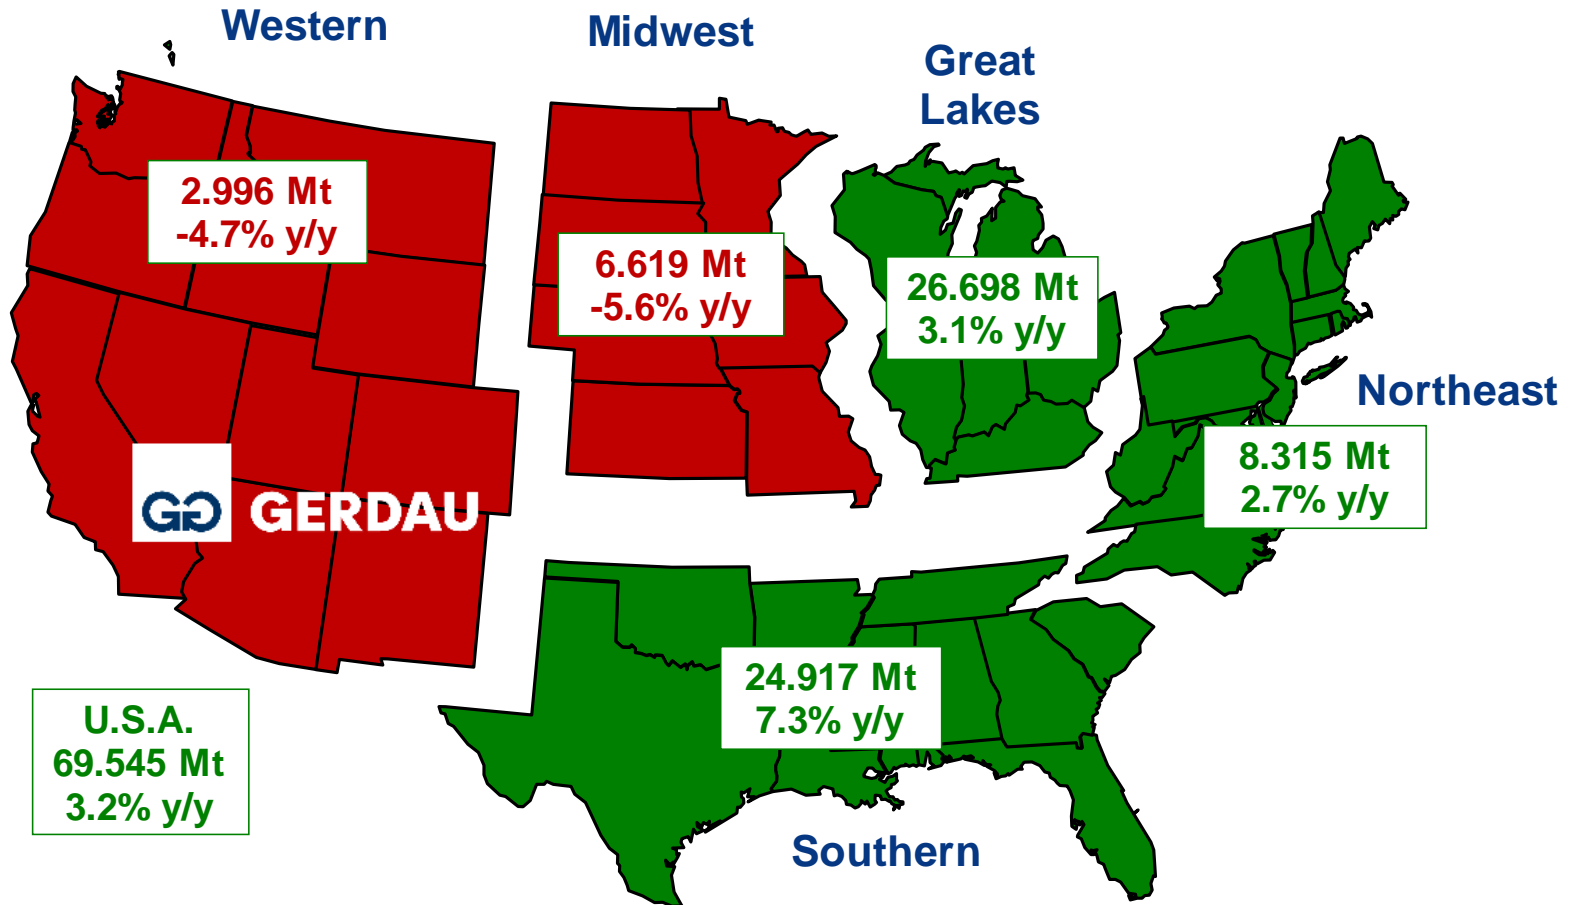 Western
Midwest
Great
Lakes
2.996 Mt
-4.7% y/y
6.619 Mt
-5.6% y/y
26.698 Mt
3.1% y/y
Northeast
8.315 Mt
2.7% y/y
GG GERDAU
24.917 Mt
7.3% y/y
U.S.A.
69.545 Mt
3.2% y/y
Southern